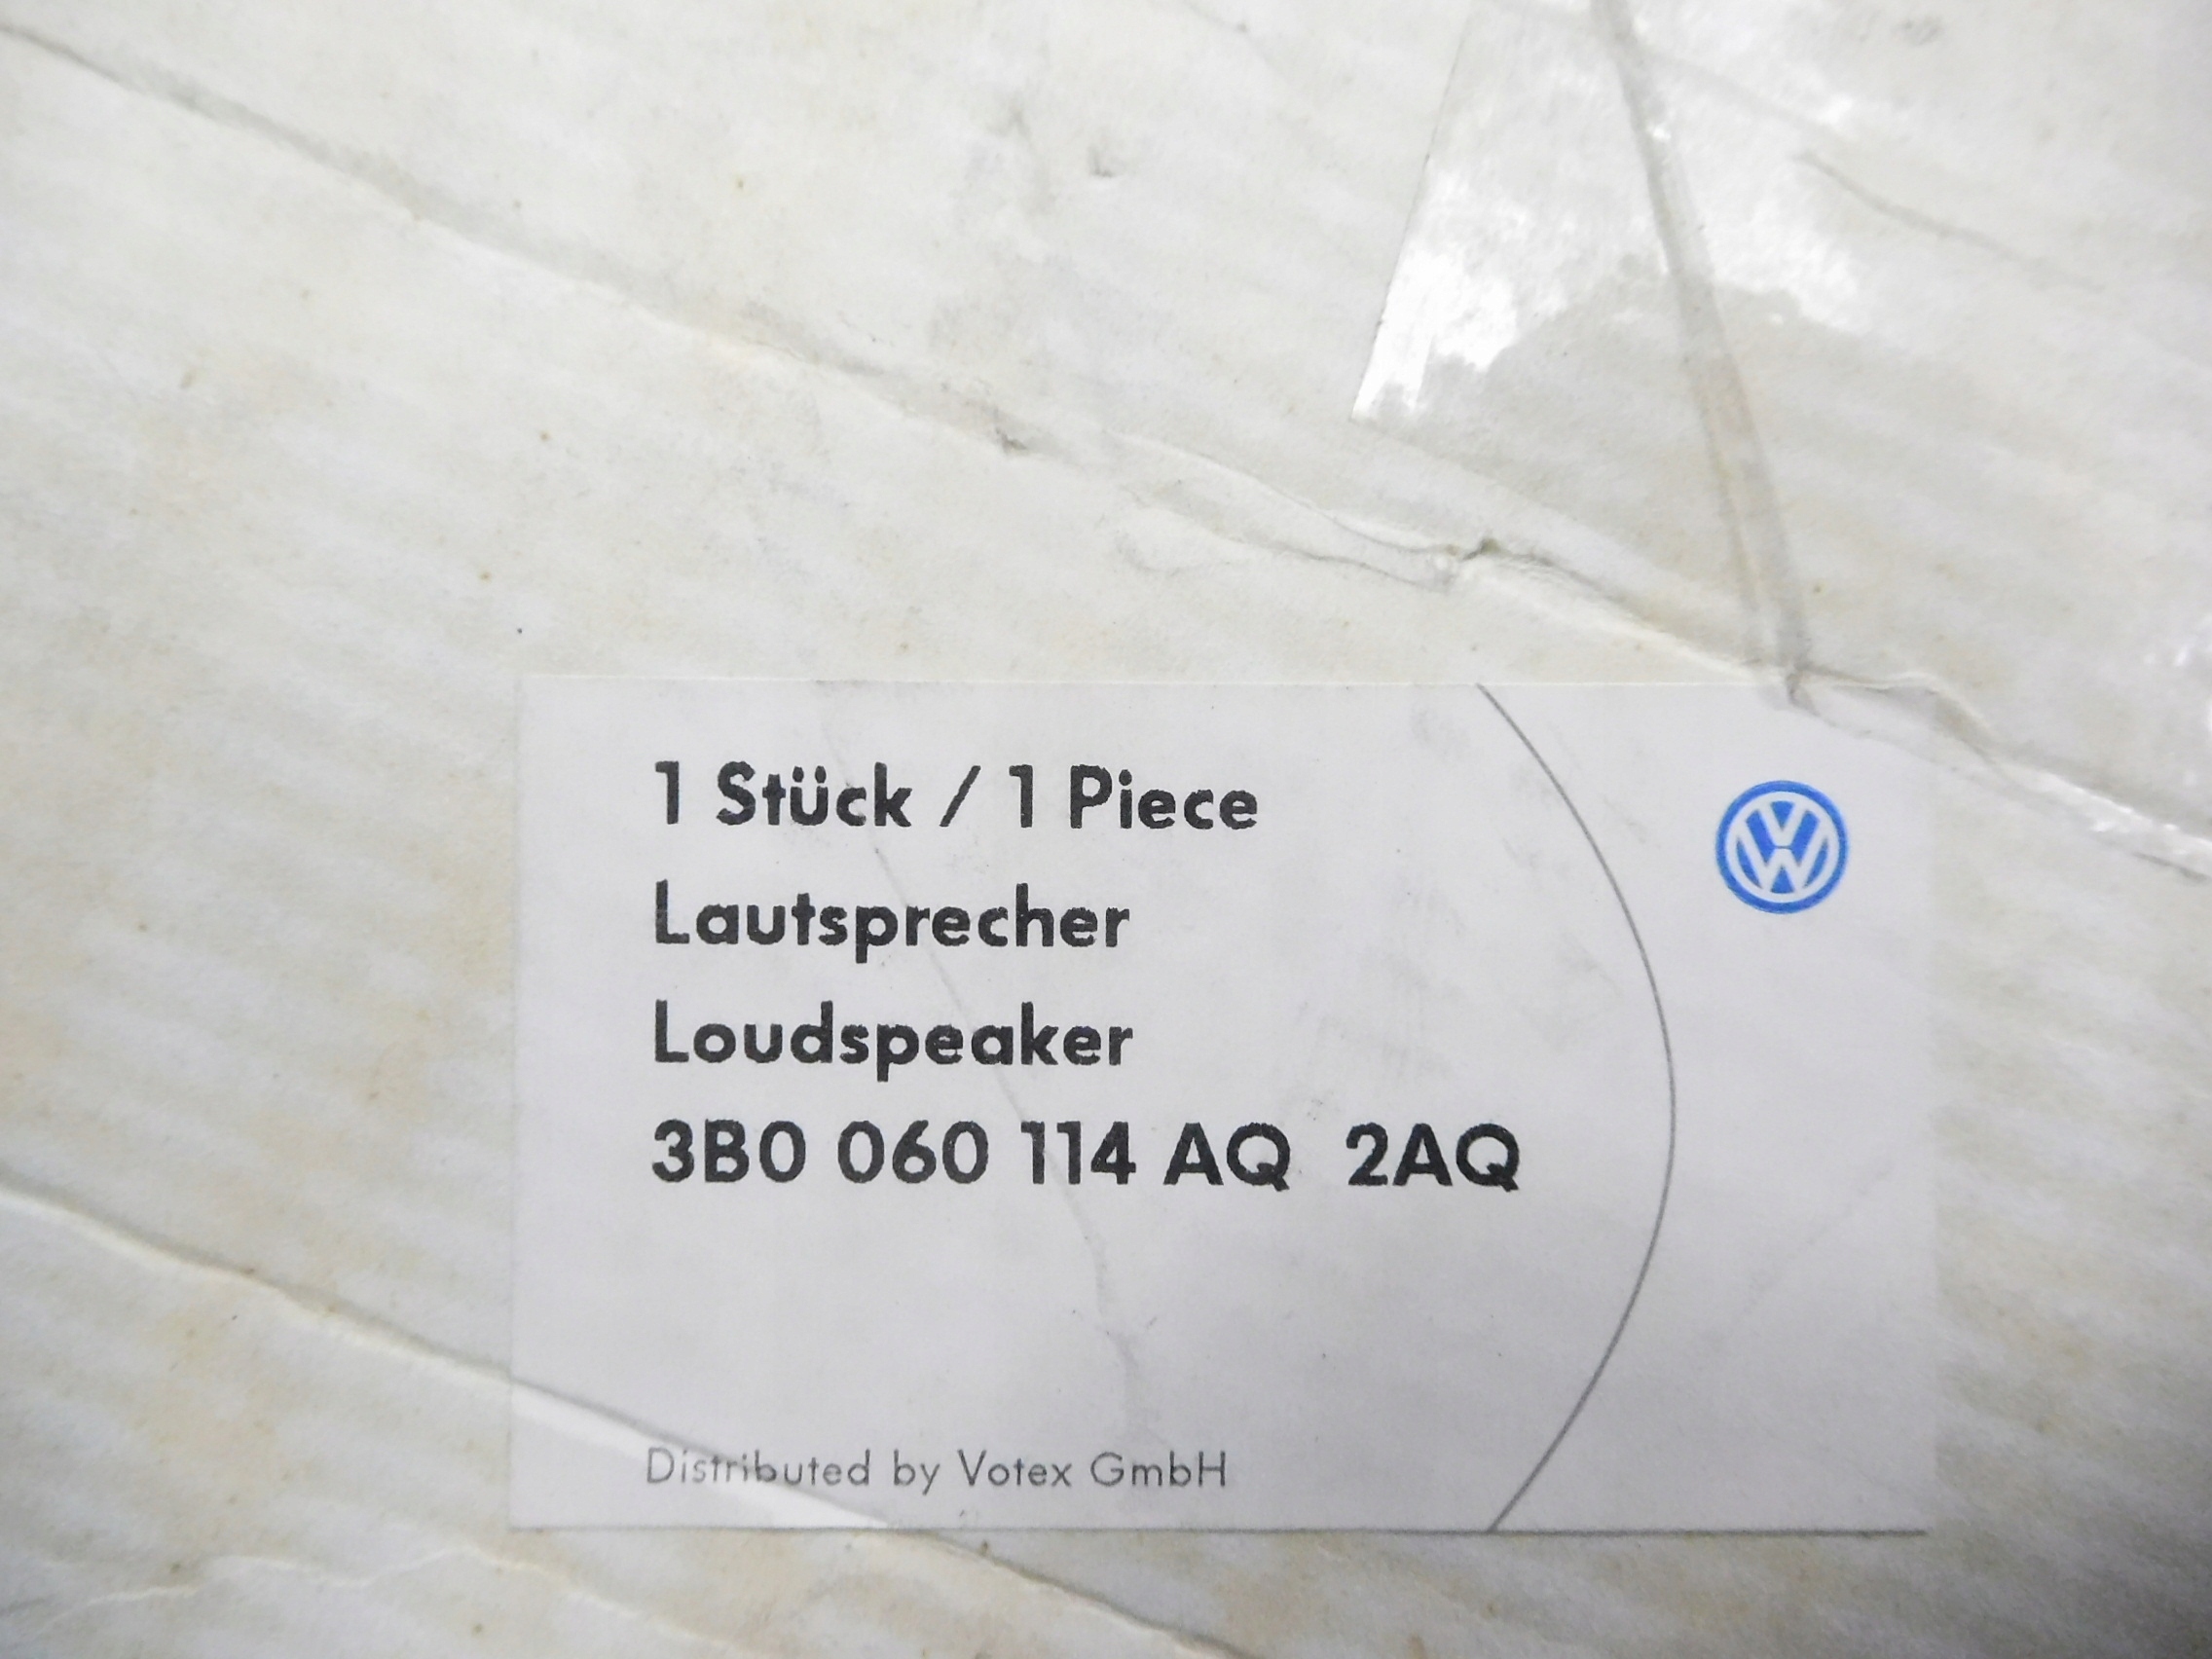 1 Stück / 1 Piece
Lautsprecher
Loudspeaker
3B0 060 114 AQ 2AQ
Distributed by Votex GmbH